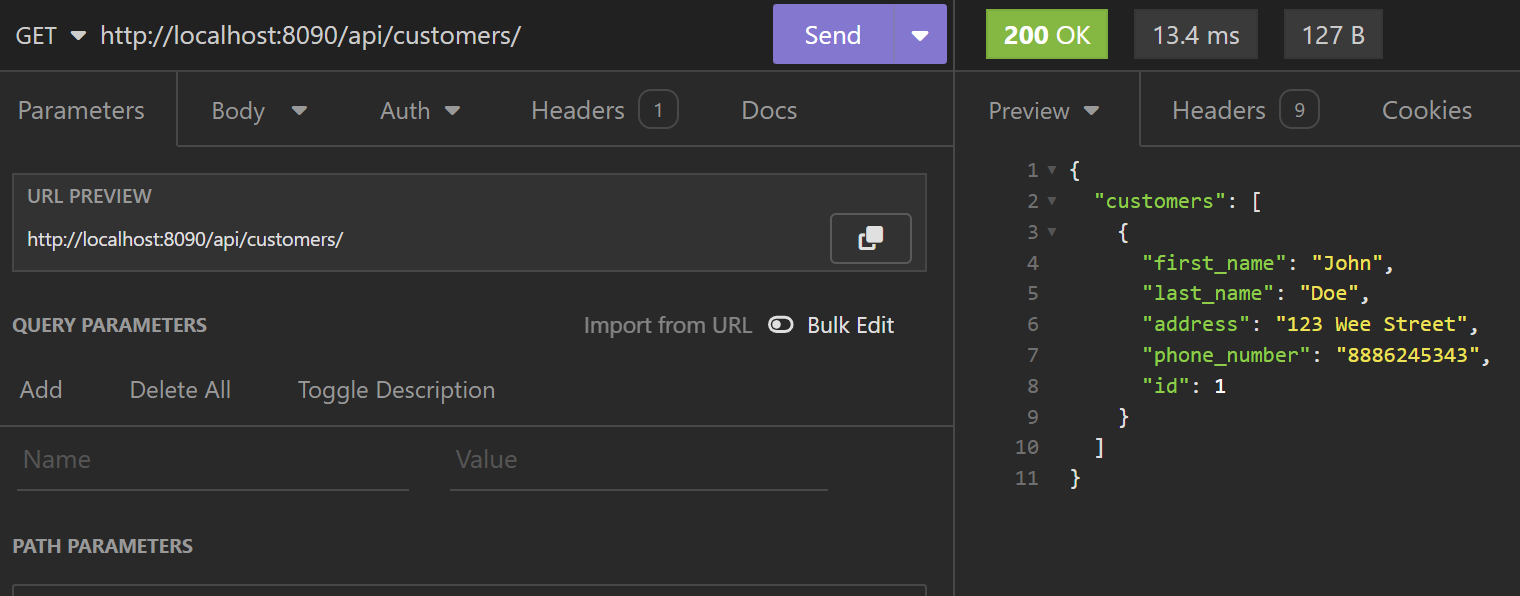 GET http://localhost:8090/api/customers/ Send
Parameters Body Auth Headers 1 Docs
URL PREVIEW
http://localhost:8090/api/customers/
QUERY PARAMETERS Import from URL Bulk Edit
Add Delete All Toggle Description
Name Value
PATH PARAMETERS
200 OK 13.4 ms 127 B
Preview Headers 9 Cookies
1 {
2 "customers": [
3 {
4 "first_name": "John",
5 "last_name": "Doe",
6 "address": "123 Wee Street",
7 "phone_number": "8886245343",
8 "id": 1
9 }
10 ]
11 }